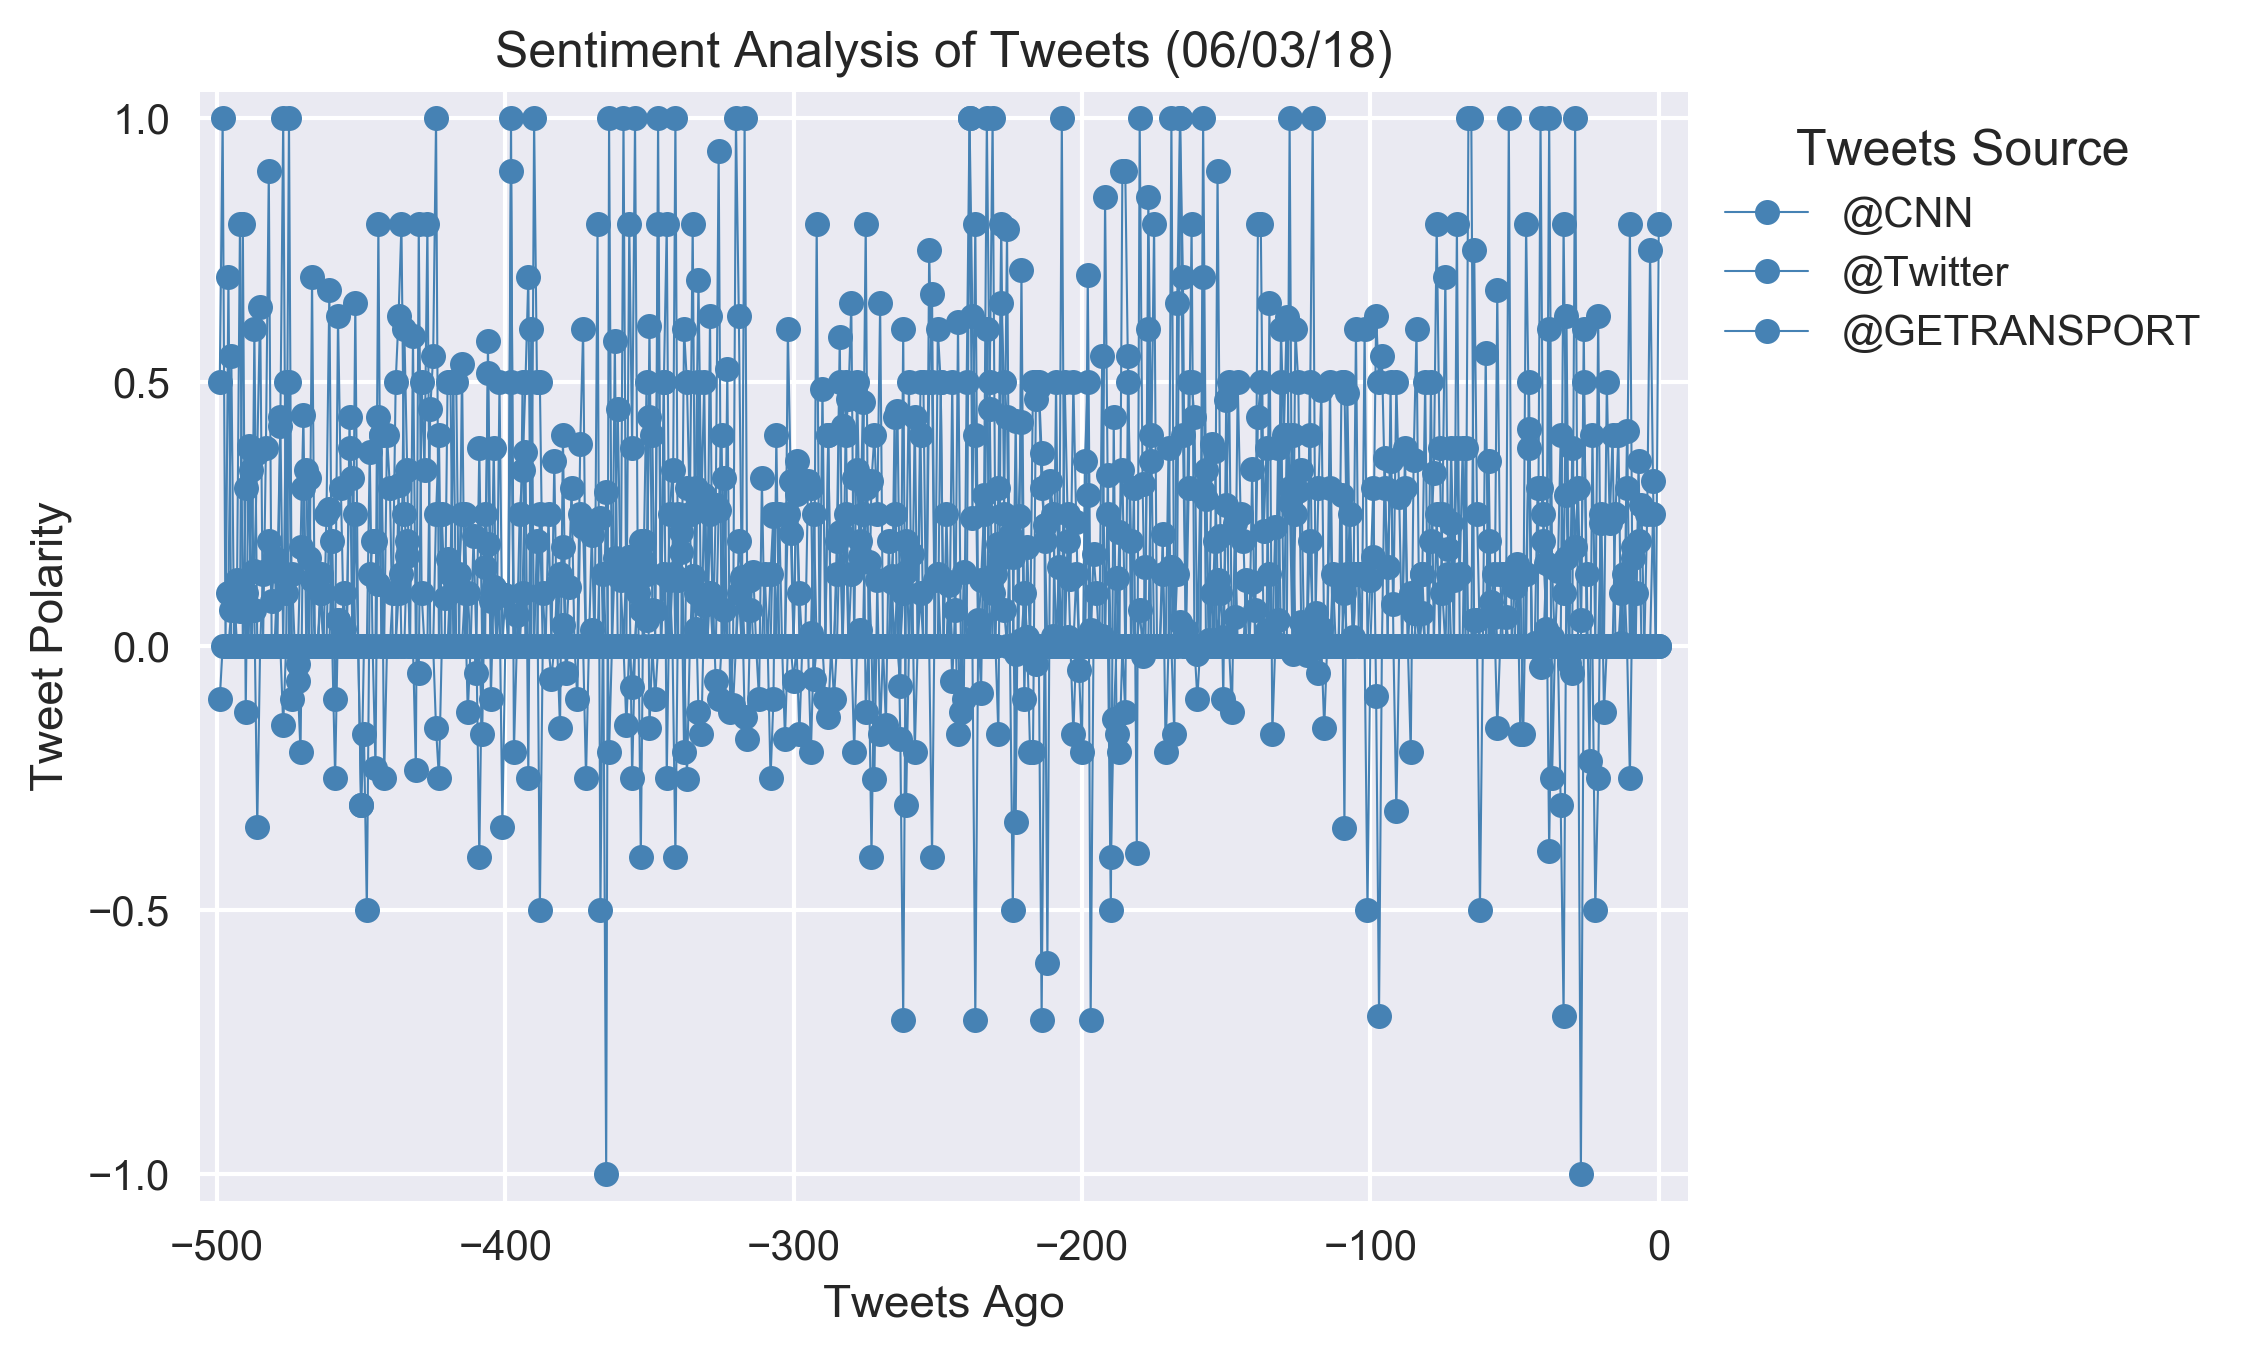 Sentiment Analysis of Tweets (06/03/18)
Tweets Source
@CNN
@Twitter
@GETRANSPORT
Tweet Polarity
1.0
0.5
0.0
−0.5
−1.0
−500 −400 −300 −200 −100 0
Tweets Ago